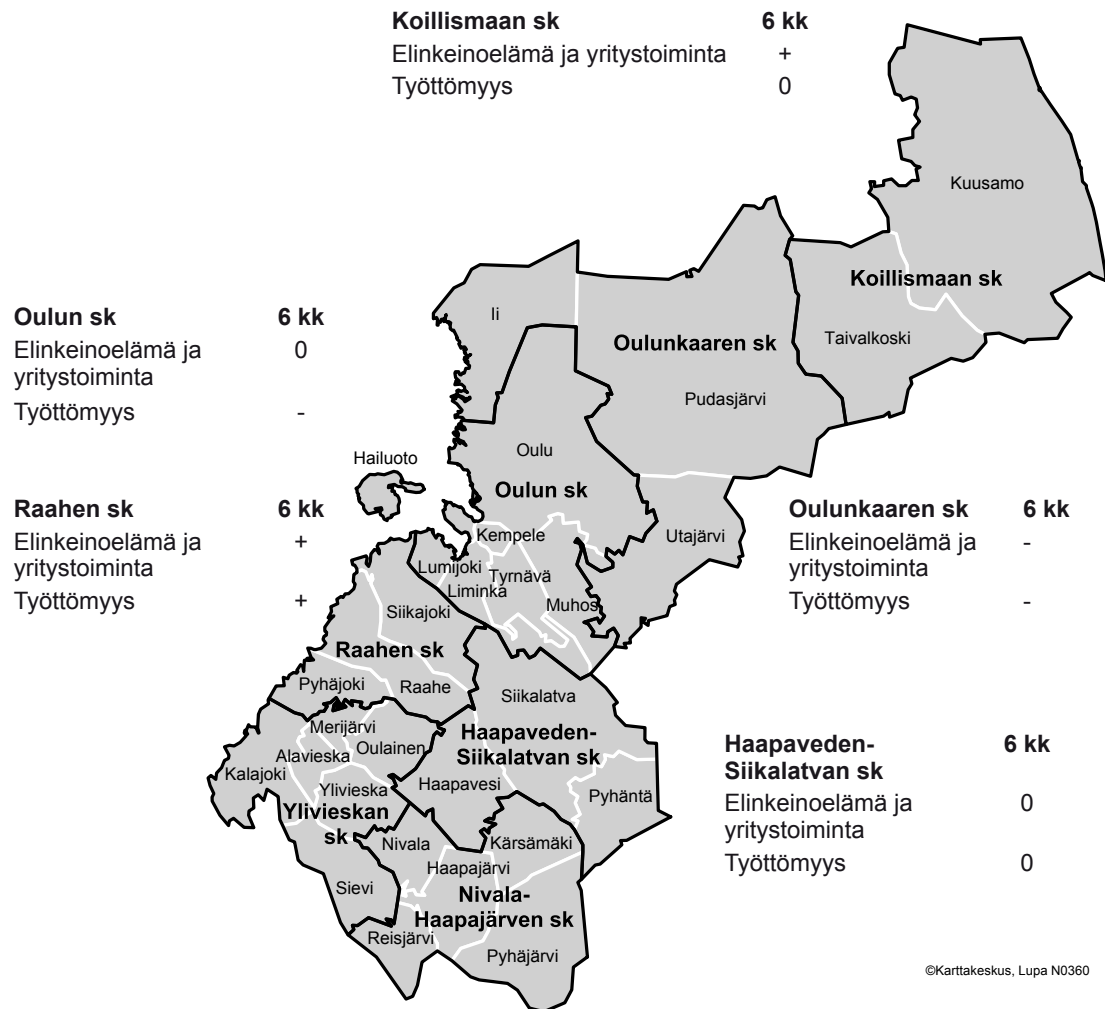 Koillismaan sk 6 kk
Elinkeinoelämä ja yritystoiminta +
Työttömyys 0
Kuusamo
Koillismaan sk
Taivalkoski
Ii
Oulunkaaren sk
Pudasjärvi
Oulun sk 6 kk
Elinkeinoelämä ja 0
yritystoiminta
Työttömyys -
Oulu
Hailuoto
Oulun sk
Raahen sk 6 kk
Elinkeinoelämä ja +
yritystoiminta
Työttömyys +
Kempele
Utajärvi
Lumijoki
Tyrnävä
Liminka
Muhos
Oulunkaaren sk 6 kk
Elinkeinoelämä ja -
yritystoiminta
Työttömyys -
Siikajoki
Raahen sk
Pyhäjoki
Raahe
Siikalatva
Merijärvi
Oulainen
Alavieska
Kalajoki
Haapaveden-
Siikalatvan sk
Haapavesi
Pyhäntä
Ylivieska
Ylivieskan
sk
Haapaveden- 6 kk
Siikalatvan sk
Elinkeinoelämä ja 0
yritystoiminta
Työttömyys 0
Nivala
Kärsämäki
Haapajärvi
Sievi
Nivala-
Haapajärven sk
Reisjärvi
Pyhäjärvi
©Karttakeskus, Lupa N0360